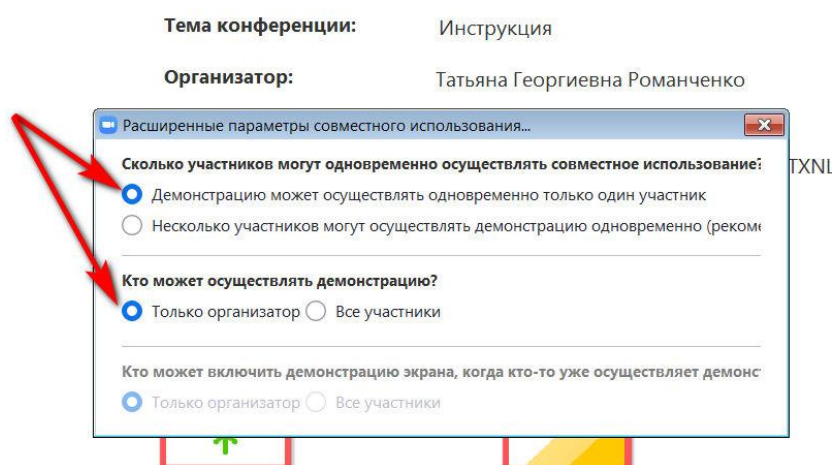 Тема конференции: Инструкция
Организатор: Татьяна Георгиевна Романченко
Расширенные параметры совместного использования...
Сколько участников могут одновременно осуществлять совместное использование?
TXNL
Демонстрацию может осуществлять одновременно только один участник
Несколько участников могут осуществлять демонстрацию одновременно (рекоме
Кто может осуществлять демонстрацию?
Только организатор Все участники
Кто может включить демонстрацию экрана, когда кто-то уже осуществляет демонс
Только организатор Все участники